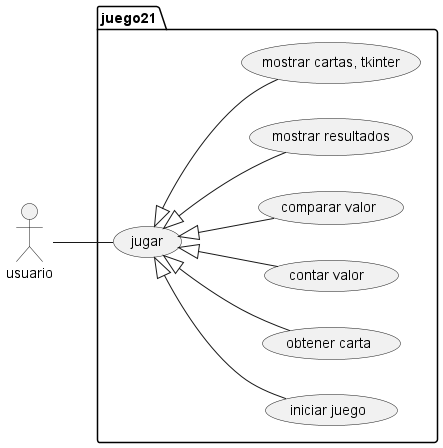 juego21
mostrar cartas, tkinter
mostrar resultados
comparar valor
jugar
usuario
contar valor
obtener carta
iniciar juego